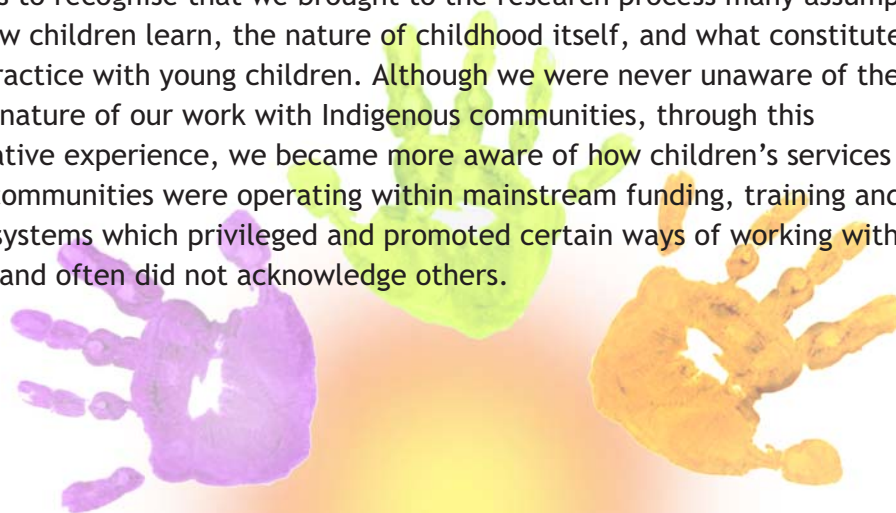 s to recognise that we brought to the research process many assump
w children learn, the nature of childhood itself, and what constitute
ractice with young children. Although we were never unaware of the
nature of our work with Indigenous communities, through this
ative experience, we became more aware of how children’s services
ommunities were operating within mainstream funding, training and
systems which privileged and promoted certain ways of working with
and often did not acknowledge others.